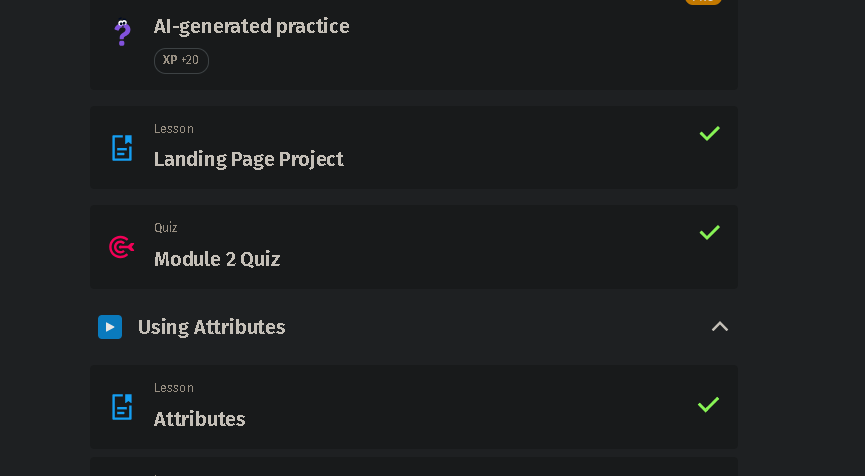 AI-generated practice
XP +20
Lesson
Landing Page Project
Quiz
Module 2 Quiz
Using Attributes
Lesson
Attributes